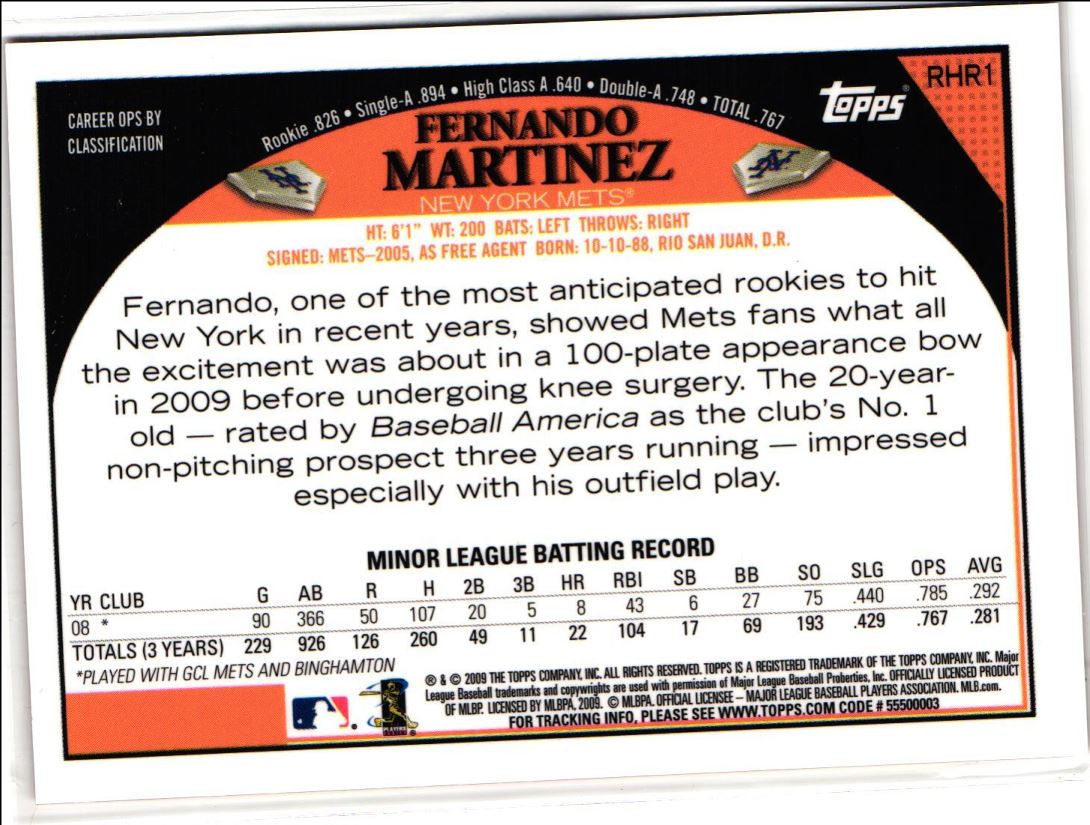 RHR1
topps®
CAREER OPS BY
CLASSIFICATION
Rookie .826 • Single-A .894 • High Class A .640 • Double-A .748 • TOTAL .767
FERNANDO
MARTINEZ
NEW YORK METS®
HT: 6'1" WT: 200 BATS: LEFT THROWS: RIGHT
SIGNED: METS–2005, AS FREE AGENT BORN: 10-10-88, RIO SAN JUAN, D.R.
Fernando, one of the most anticipated rookies to hit
New York in recent years, showed Mets fans what all
the excitement was about in a 100-plate appearance bow
in 2009 before undergoing knee surgery. The 20-year-
old — rated by Baseball America as the club's No. 1
non-pitching prospect three years running — impressed
especially with his outfield play.
MINOR LEAGUE BATTING RECORD
YR CLUB G AB R H 2B 3B HR RBI SB BB SO SLG OPS AVG
08 * 90 366 50 107 20 5 8 43 6 27 75 .440 .785 .292
TOTALS (3 YEARS) 229 926 126 260 49 11 22 104 17 69 193 .429 .767 .281
*PLAYED WITH GCL METS AND BINGHAMTON
® & © 2009 THE TOPPS COMPANY, INC. ALL RIGHTS RESERVED. TOPPS IS A REGISTERED TRADEMARK OF THE TOPPS COMPANY, INC. Major
League Baseball trademarks and copyrights are used with permission of Major League Baseball Properties, Inc. OFFICIALLY LICENSED PRODUCT
OF MLBP. LICENSED BY MLBPA, 2009. © MLBPA. OFFICIAL LICENSEE – MAJOR LEAGUE BASEBALL PLAYERS ASSOCIATION. MLB.com.
FOR TRACKING INFO, PLEASE SEE WWW.TOPPS.COM CODE # 55500003
PLAYERS